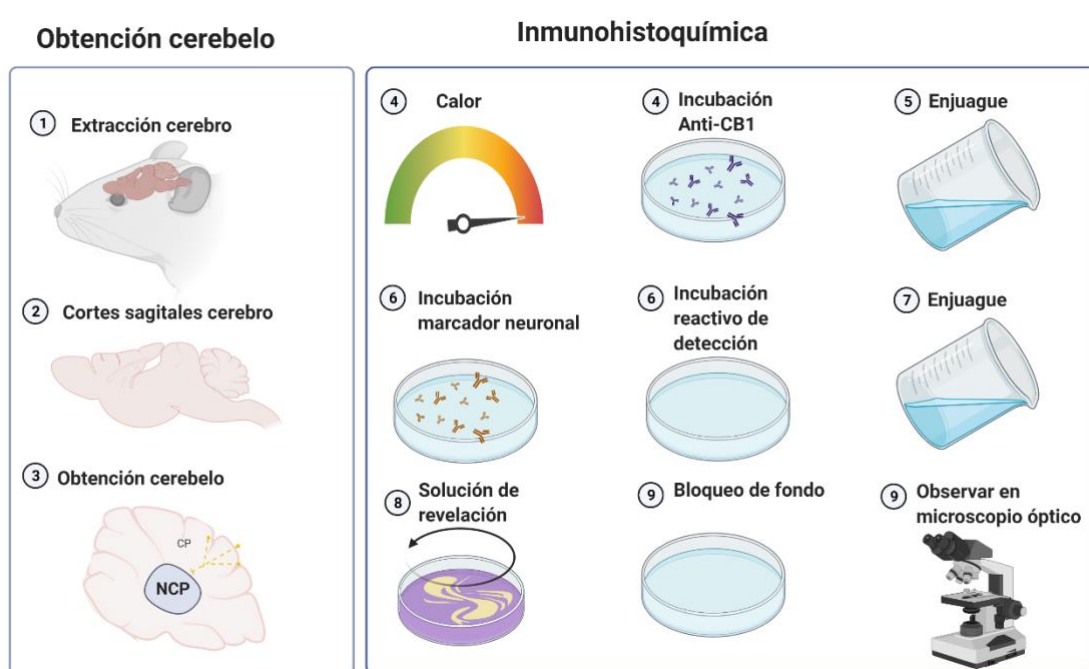 Obtención cerebelo
Inmunohistoquímica
1 Extracción cerebro
2 Cortes sagitales cerebro
3 Obtención cerebelo
CP
NCP
4 Calor
4 Incubación
Anti-CB1
5 Enjuague
6 Incubación
marcador neuronal
6 Incubación
reactivo de
detección
7 Enjuague
8 Solución de
revelación
9 Bloqueo de fondo
9 Observar en
microscopio óptico